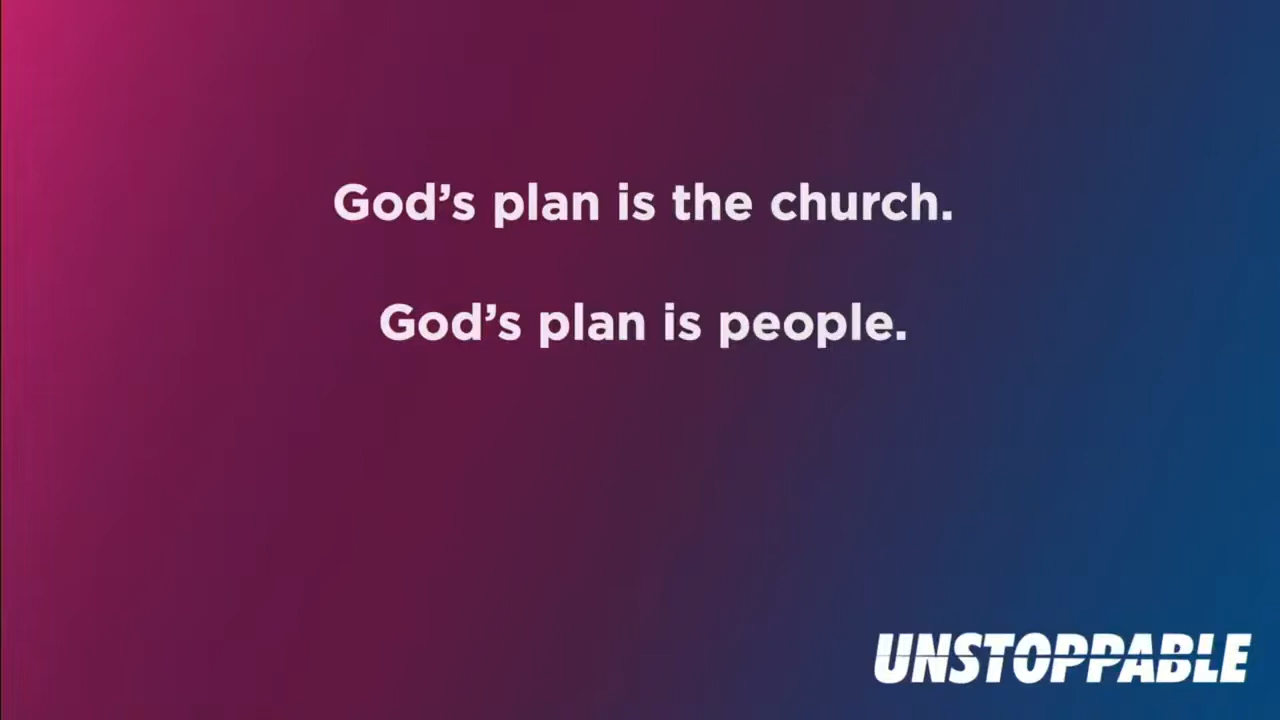 God’s plan is the church.
God’s plan is people.
UNSTOPPABLE